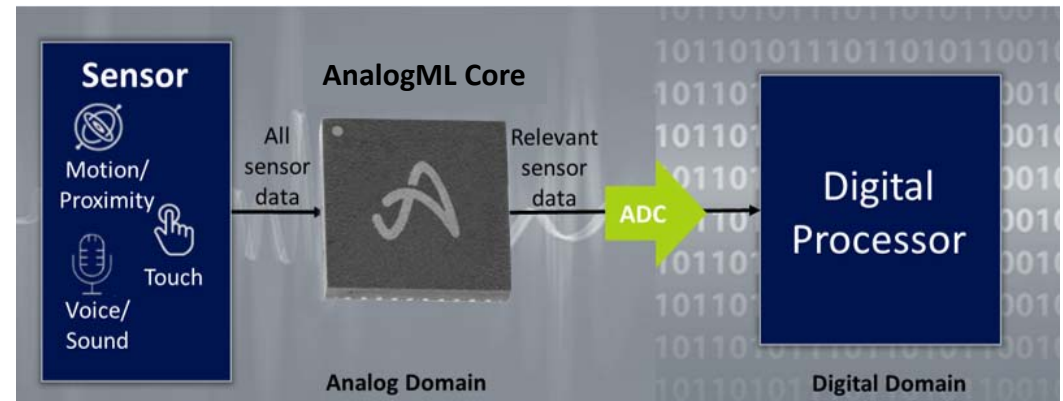 Sensor
Motion/
Proximity
Touch
Voice/
Sound
All
sensor
data
AnalogML Core
Relevant
sensor
data
ADC
Digital
Processor
Analog Domain
Digital Domain